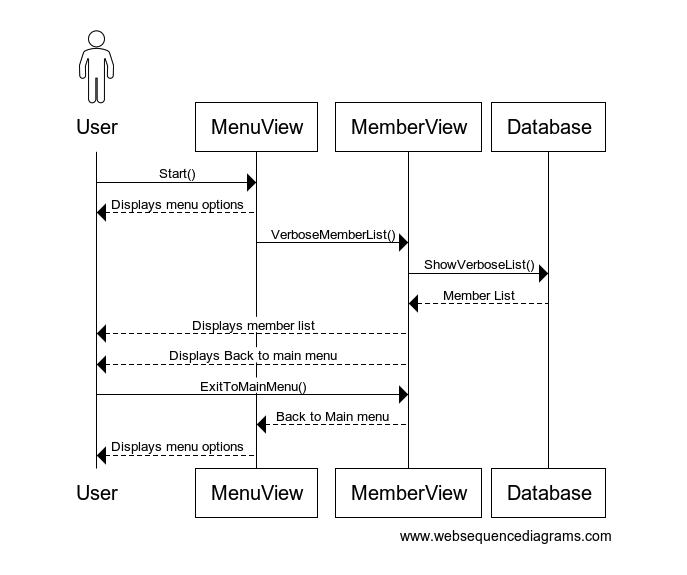 User
MenuView
MemberView
Database
Start()
Displays menu options
VerboseMemberList()
ShowVerboseList()
Member List
Displays member list
Displays Back to main menu
ExitToMainMenu()
Back to Main menu
Displays menu options
User
MenuView
MemberView
Database
www.websequencediagrams.com